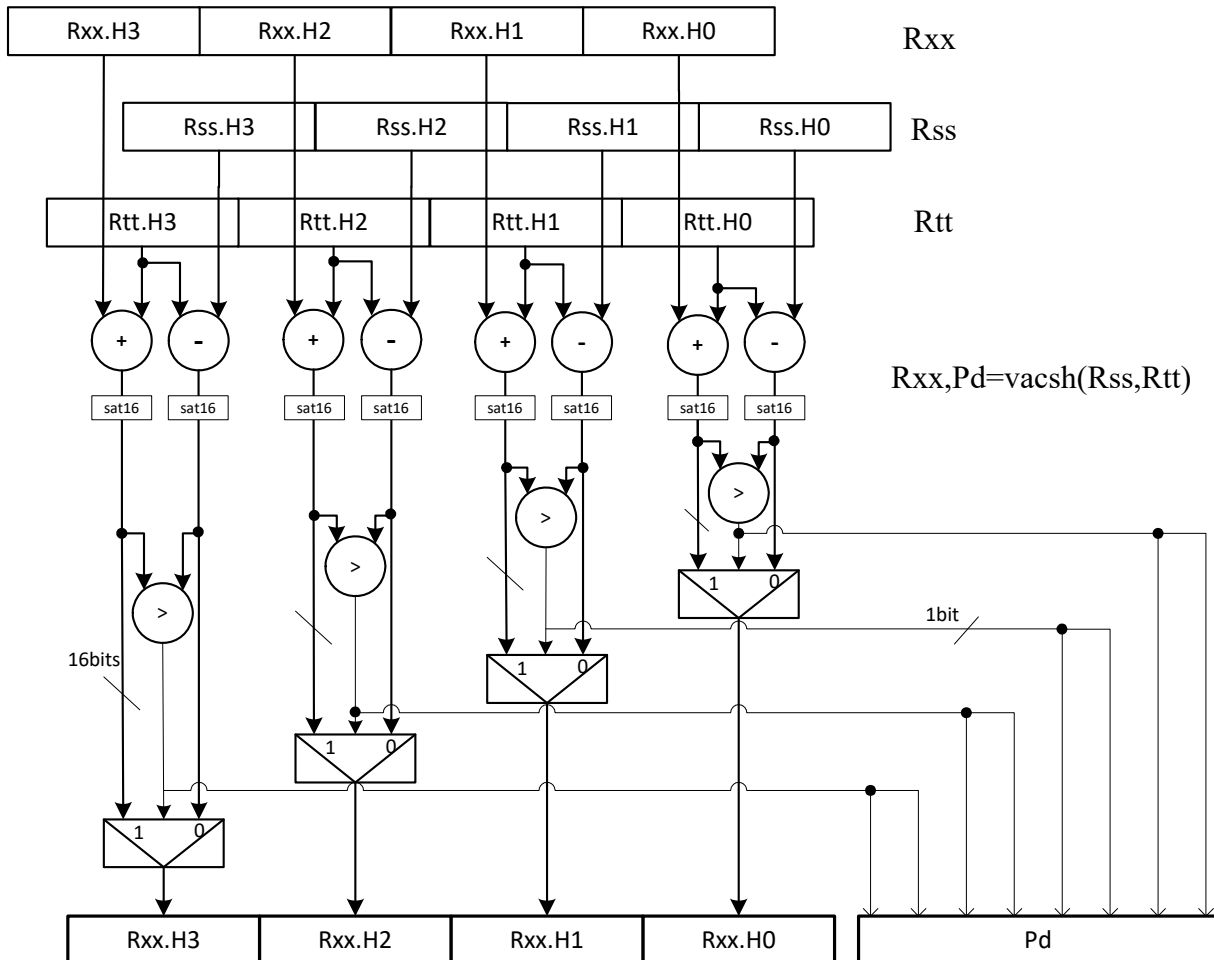 Rxx.H3 Rxx.H2 Rxx.H1 Rxx.H0 Rxx
Rss.H3 Rss.H2 Rss.H1 Rss.H0 Rss
Rtt.H3 Rtt.H2 Rtt.H1 Rtt.H0 Rtt
+ - + - + - + -
Rxx,Pd=vacsh(Rss,Rtt)
sat16 sat16 sat16 sat16 sat16 sat16 sat16 sat16
>
>
>
1 0
>
1bit
16bits
1 0
1 0
1 0
Rxx.H3 Rxx.H2 Rxx.H1 Rxx.H0 Pd